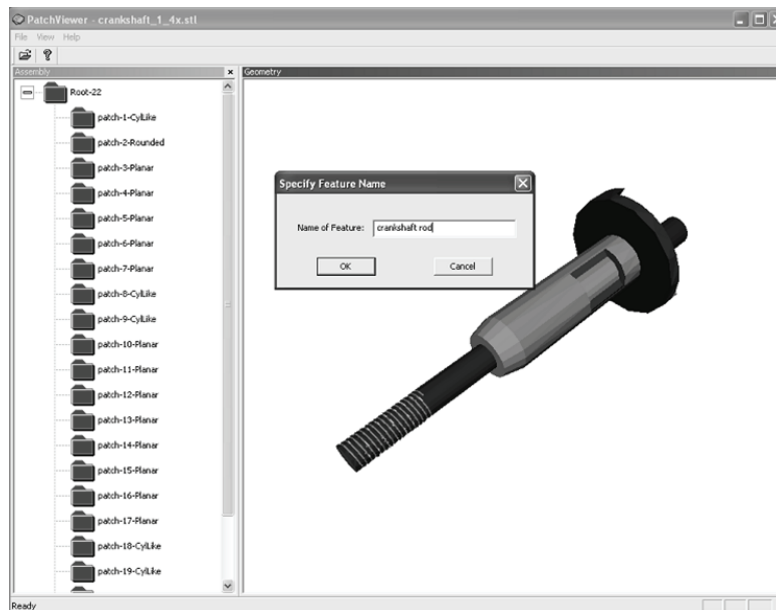 PatchViewer - crankshaft_1_4x.stl
File View Help
Assembly
Geometry
Root-22
patch-1-CylLike
patch-2-Rounded
patch-3-Planar
patch-4-Planar
patch-5-Planar
patch-6-Planar
patch-7-Planar
patch-8-CylLike
patch-9-CylLike
patch-10-Planar
patch-11-Planar
patch-12-Planar
patch-13-Planar
patch-14-Planar
patch-15-Planar
patch-16-Planar
patch-17-Planar
patch-18-CylLike
patch-19-CylLike
Specify Feature Name
Name of Feature: crankshaft rod
OK Cancel
Ready